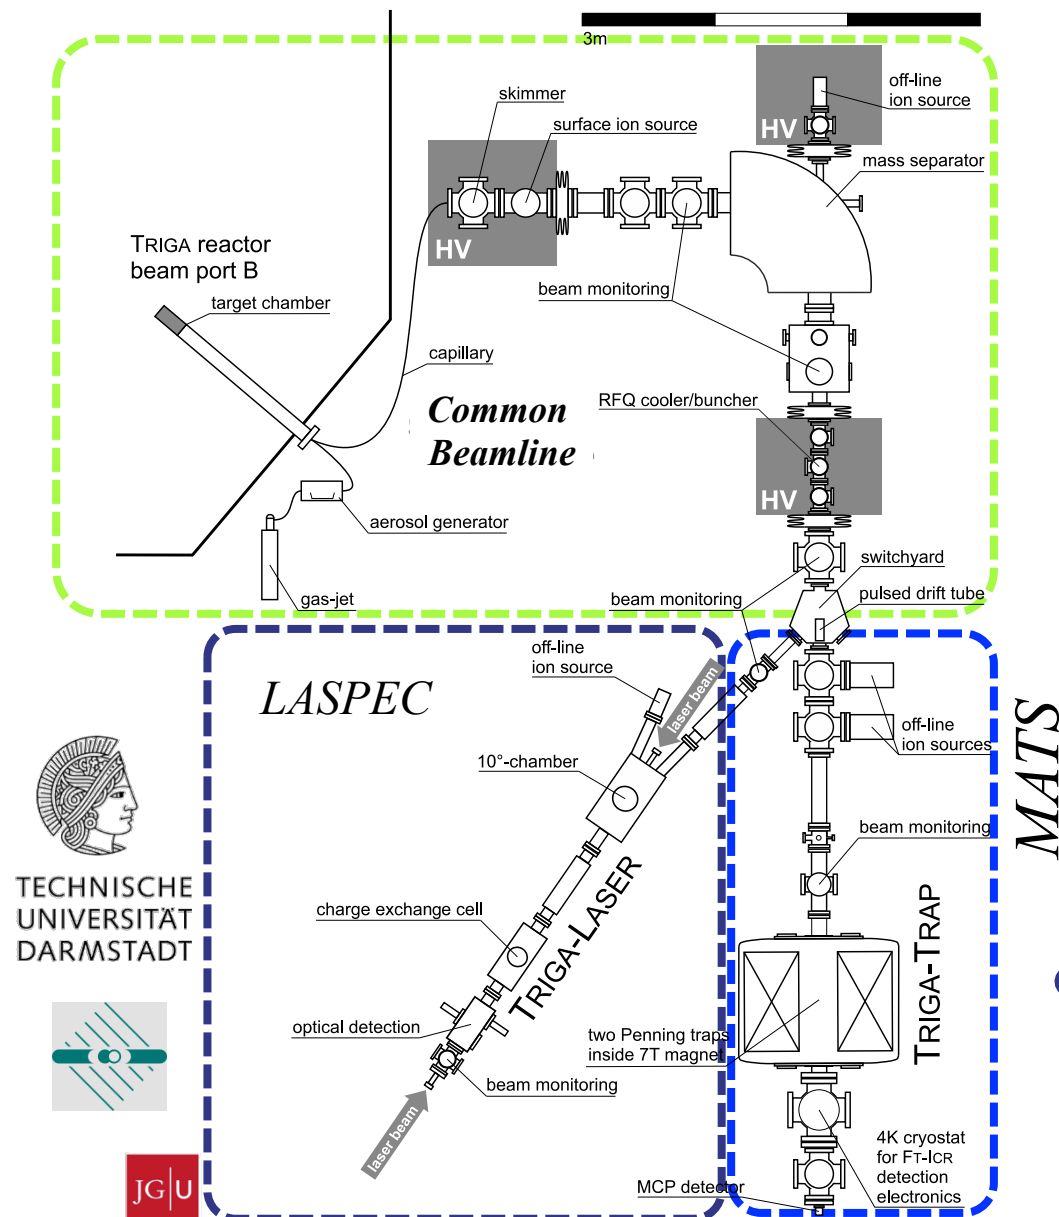 3m
off-line
ion source
HV
skimmer
surface ion source
mass separator
HV
TRIGA reactor
beam port B
target chamber
beam monitoring
capillary
RFQ cooler/buncher
Common
Beamline
HV
aerosol generator
gas-jet
switchyard
beam monitoring
pulsed drift tube
off-line
ion source
laser beam
LASPEC
off-line
ion sources
10°-chamber
MATS
beam monitoring
TECHNISCHE
UNIVERSITÄT
DARMSTADT
charge exchange cell
TRIGA-LASER
TRIGA-TRAP
optical detection
two Penning traps
inside 7T magnet
beam monitoring
laser beam
4K cryostat
for FT-ICR
detection
electronics
MCP detector
JG|U